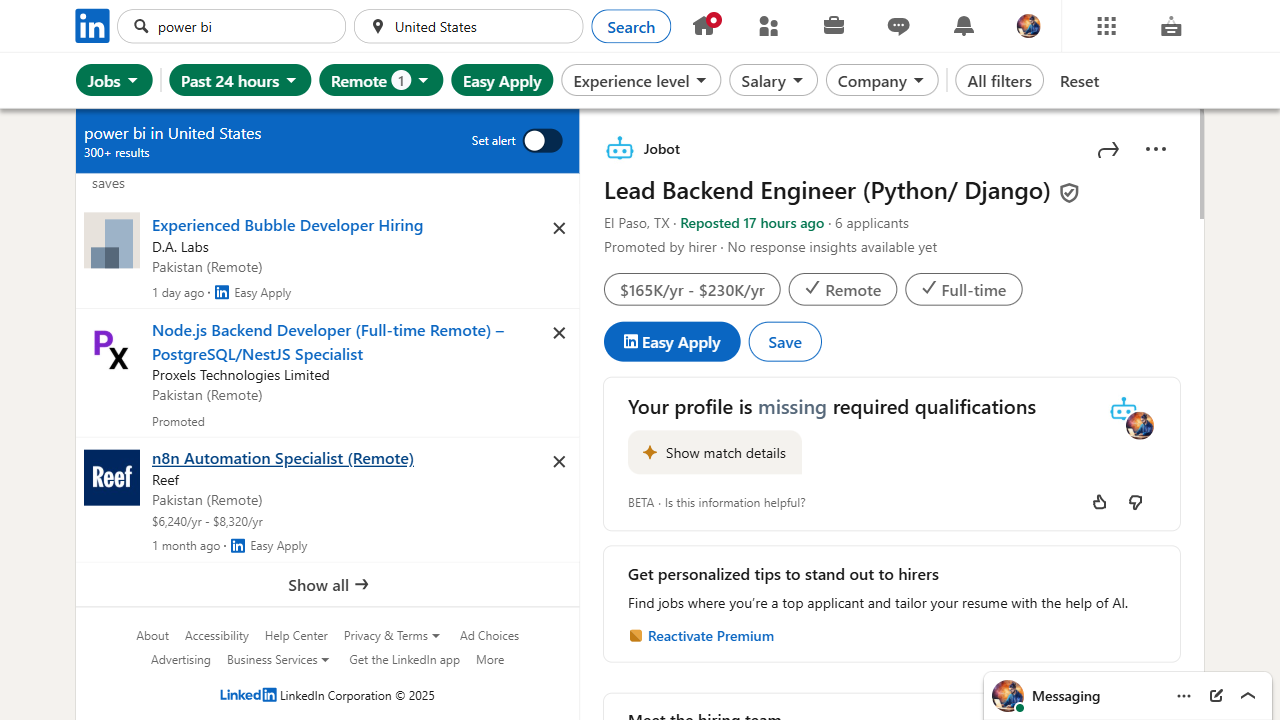 in
power bi
United States
Search
Jobs
Past 24 hours
Remote 1
Easy Apply
Experience level
Salary
Company
All filters
Reset
power bi in United States
300+ results
Set alert
saves
Experienced Bubble Developer Hiring
D.A. Labs
Pakistan (Remote)
1 day ago · in Easy Apply
Node.js Backend Developer (Full-time Remote) –
PostgreSQL/NestJS Specialist
PX
Proxels Technologies Limited
Pakistan (Remote)
Promoted
n8n Automation Specialist (Remote)
Reef
Reef
Pakistan (Remote)
$6,240/yr - $8,320/yr
1 month ago · in Easy Apply
Show all →
About Accessibility Help Center Privacy & Terms Ad Choices
Advertising Business Services Get the LinkedIn app More
LinkedIn LinkedIn Corporation © 2025
Jobot
Lead Backend Engineer (Python/ Django)
El Paso, TX · Reposted 17 hours ago · 6 applicants
Promoted by hirer · No response insights available yet
$165K/yr - $230K/yr
Remote
Full-time
in Easy Apply
Save
Your profile is missing required qualifications
Show match details
BETA · Is this information helpful?
Get personalized tips to stand out to hirers
Find jobs where you’re a top applicant and tailor your resume with the help of AI.
Reactivate Premium
Meet the hiring team
Messaging